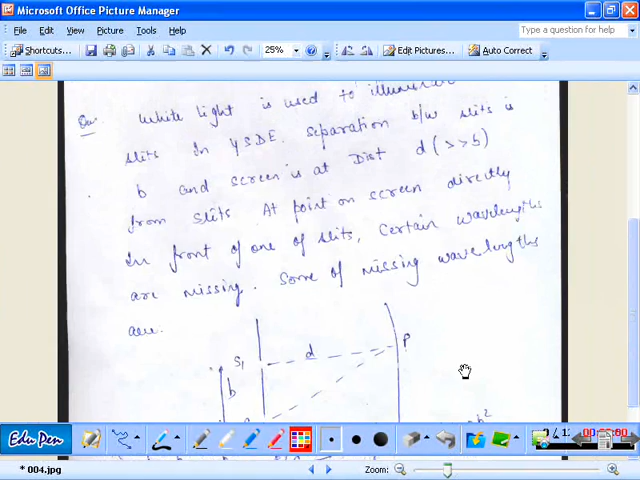 Microsoft Office Picture Manager
File Edit View Picture Tools Help
Type a question for help
Shortcuts...
25%
Edit Pictures...
Auto Correct
Qu: White light is used to illuminate
slits In YSDE. separation b/w slits is
b and screen is at Dist d (>>b)
from slits At point on screen directly
In front of one of slits, Certain wavelengths
are missing. Some of missing wavelengths
are.
S1 d P
b
b2
Edu Pen
* 004.jpg
Zoom: